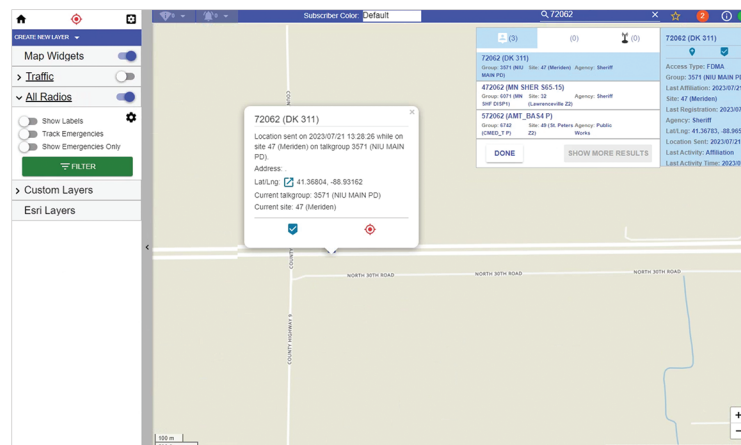 Subscriber Color: Default
72062
2
CREATE NEW LAYER
Map Widgets
Traffic
All Radios
Show Labels
Track Emergencies
Show Emergencies Only
FILTER
Custom Layers
Esri Layers
72062 (DK 311)
Location sent on 2023/07/21 13:28:26 while on
site 47 (Meriden) on talkgroup 3571 (NIU MAIN
PD).
Address: .
Lat/Lng: 41.36804, -88.93162
Current talkgroup: 3571 (NIU MAIN PD)
Current site: 47 (Meriden)
(3) (0) (0)
72062 (DK 311)
Group: 3571 (NIU MAIN PD) Site: 47 (Meriden) Agency: Sheriff
472062 (MN SHER S65-15)
Group: 6071 (MN SHF DISP1) Site: 32 (Lawrenceville Z2) Agency: Sheriff
572062 (AMT_BAS4 P)
Group: 6742 (CMED_T P) Site: 49 (St. Peters Z2) Agency: Public Works
DONE
SHOW MORE RESULTS
72062 (DK 311)
Access Type: FDMA
Group: 3571 (NIU MAIN P
Last Affiliation: 2023/07/2
Site: 47 (Meriden)
Last Registration: 2023/07
Agency: Sheriff
Lat/Lng: 41.36783, -88.965
Location Sent: 2023/07/21
Last Activity: Affiliation
Last Activity Time: 2023/0
COUNTY
COUNTY HIGHWAY 9
NORTH 30TH ROAD
NORTH 30TH ROAD
NORTH 30TH ROAD
100 m